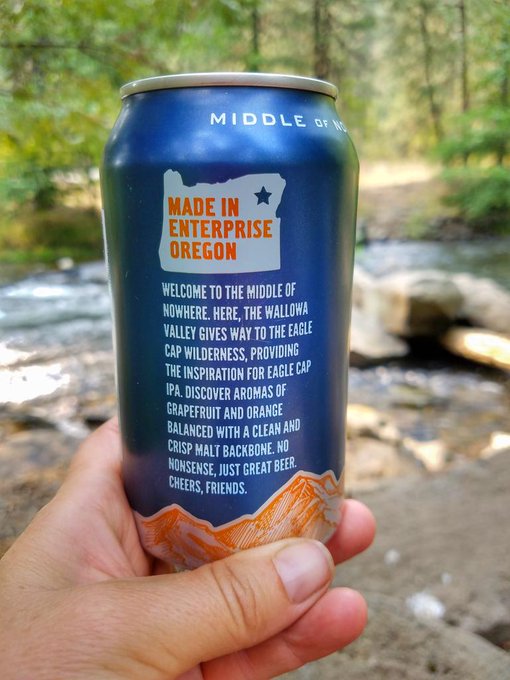 MIDDLE OF
MADE IN
ENTERPRISE
OREGON
WELCOME TO THE MIDDLE OF
NOWHERE. HERE, THE WALLOWA
VALLEY GIVES WAY TO THE EAGLE
CAP WILDERNESS, PROVIDING
THE INSPIRATION FOR EAGLE CAP
IPA. DISCOVER AROMAS OF
GRAPEFRUIT AND ORANGE
BALANCED WITH A CLEAN AND
CRISP MALT BACKBONE. NO
NONSENSE, JUST GREAT BEER.
CHEERS, FRIENDS.